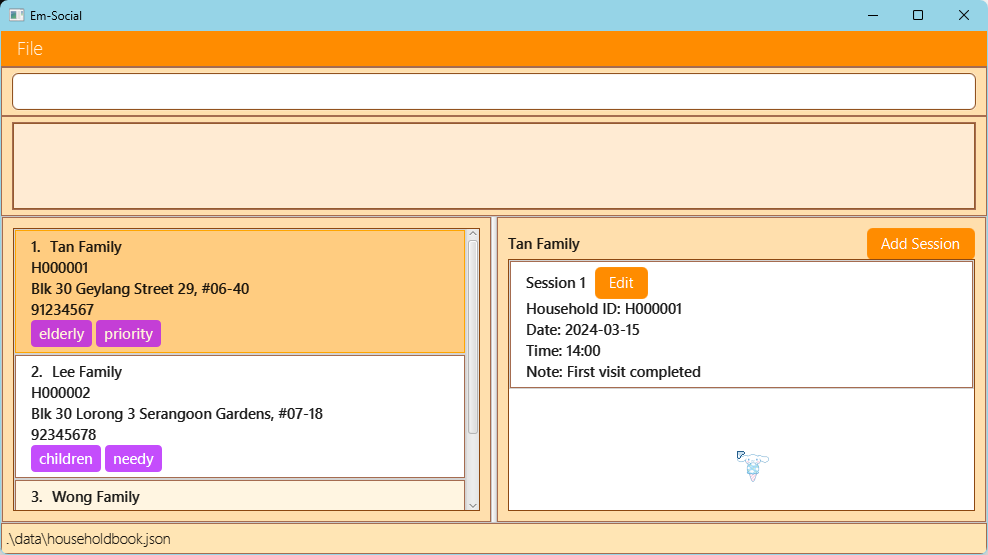 Em-Social
File
1. Tan Family
H000001
Blk 30 Geylang Street 29, #06-40
91234567
elderly priority
2. Lee Family
H000002
Blk 30 Lorong 3 Serangoon Gardens, #07-18
92345678
children needy
3. Wong Family
Tan Family Add Session
Session 1 Edit
Household ID: H000001
Date: 2024-03-15
Time: 14:00
Note: First visit completed
.\data\householdbook.json